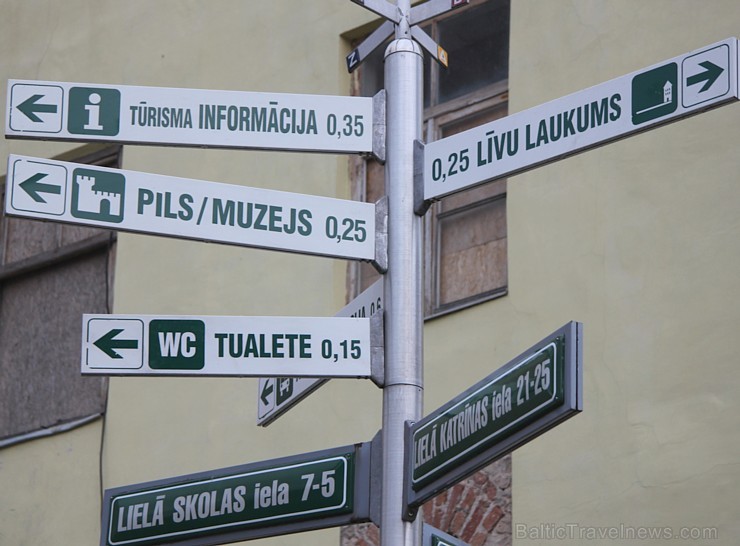 TŪRISMA INFORMĀCIJA 0,35
0,25 LĪVU LAUKUMS
PILS/MUZEJS 0,25
WC TUALETE 0,15
LIELĀ KATRĪNAS iela 21-25
LIELĀ SKOLAS iela 7-5
BalticTravelnews.com